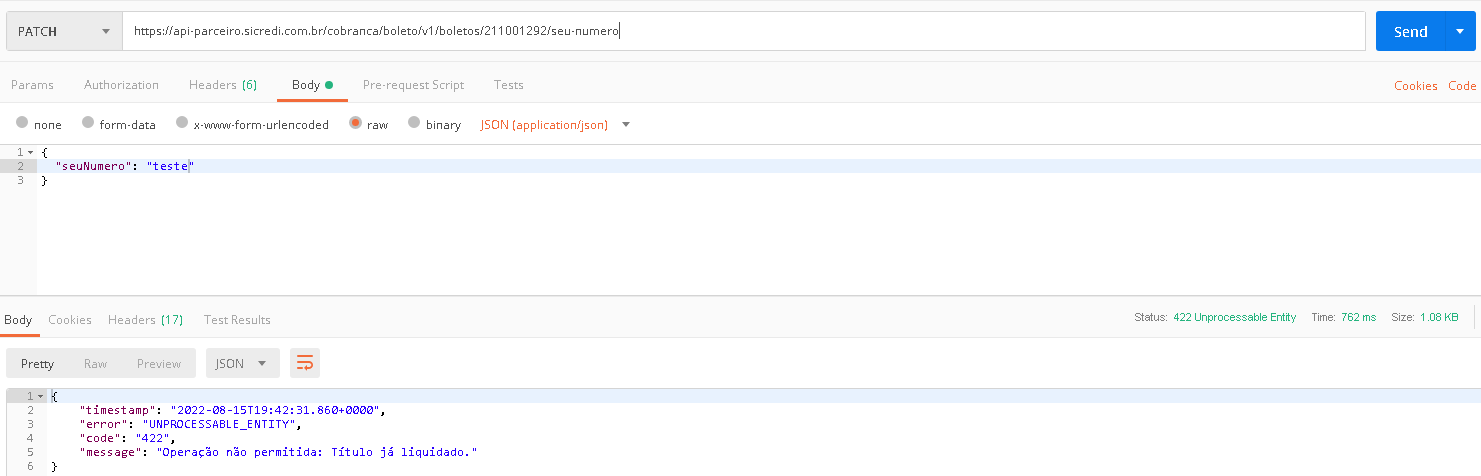 PATCH https://api-parceiro.sicredi.com.br/cobranca/boleto/v1/boletos/211001292/seu-numero Send
Params Authorization Headers (6) Body Pre-request Script Tests Cookies Code
none form-data x-www-form-urlencoded raw binary JSON (application/json)
1 {
2 "seuNumero": "teste"
3 }
Body Cookies Headers (17) Test Results Status: 422 Unprocessable Entity Time: 762 ms Size: 1.08 KB
Pretty Raw Preview JSON
1 {
2 "timestamp": "2022-08-15T19:42:31.860+0000",
3 "error": "UNPROCESSABLE_ENTITY",
4 "code": "422",
5 "message": "Operação não permitida: Título já liquidado."
6 }